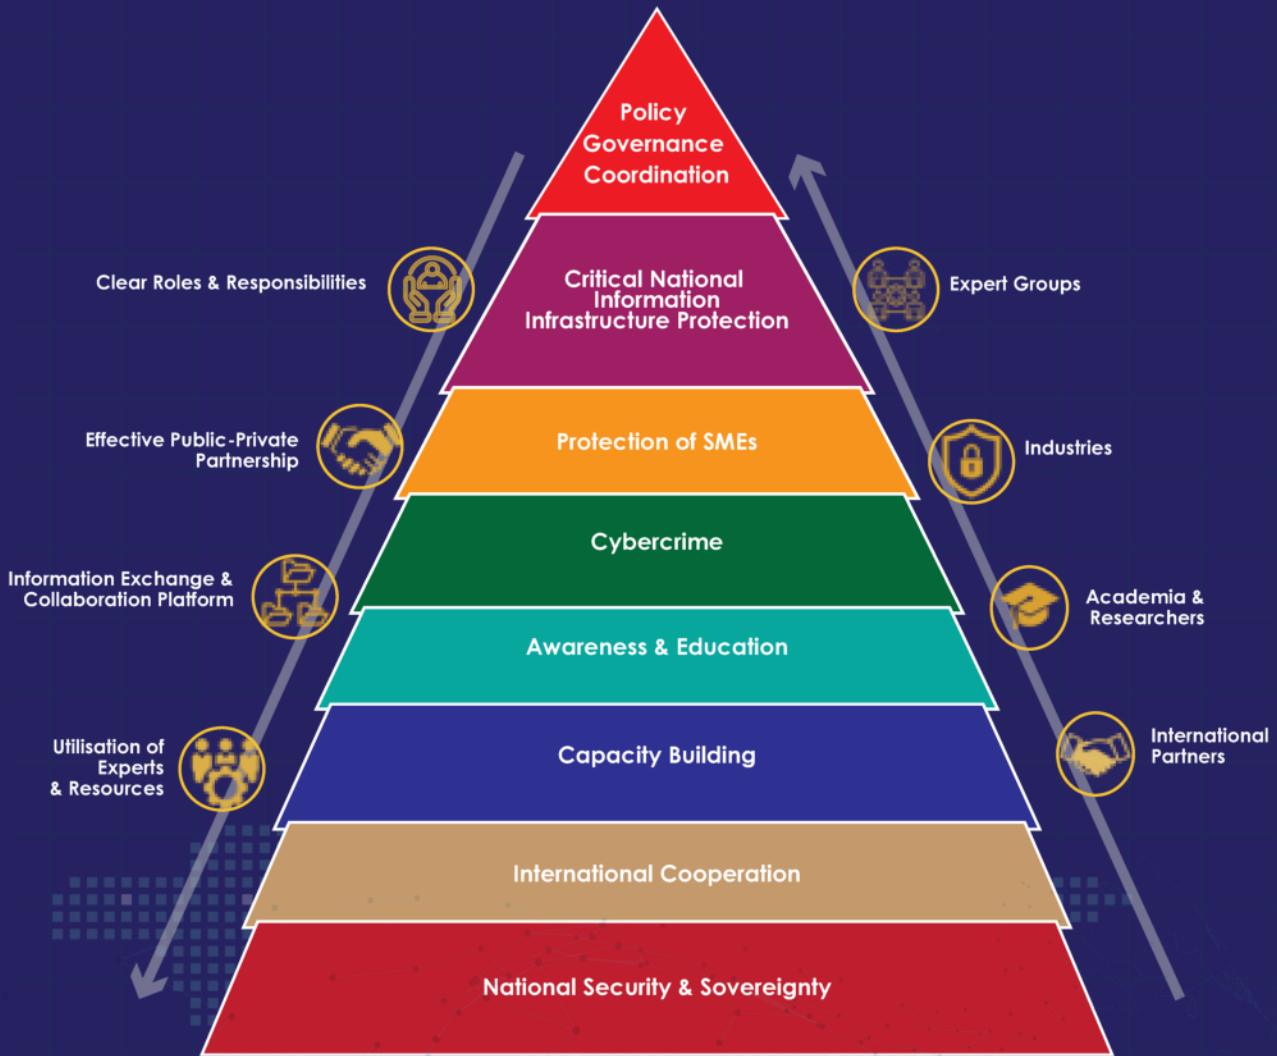 Policy
Governance
Coordination
Critical National
Information
Infrastructure Protection
Protection of SMEs
Cybercrime
Awareness & Education
Capacity Building
International Cooperation
National Security & Sovereignty
Clear Roles & Responsibilities
Effective Public-Private
Partnership
Information Exchange &
Collaboration Platform
Utilisation of
Experts
& Resources
Expert Groups
Industries
Academia &
Researchers
International
Partners